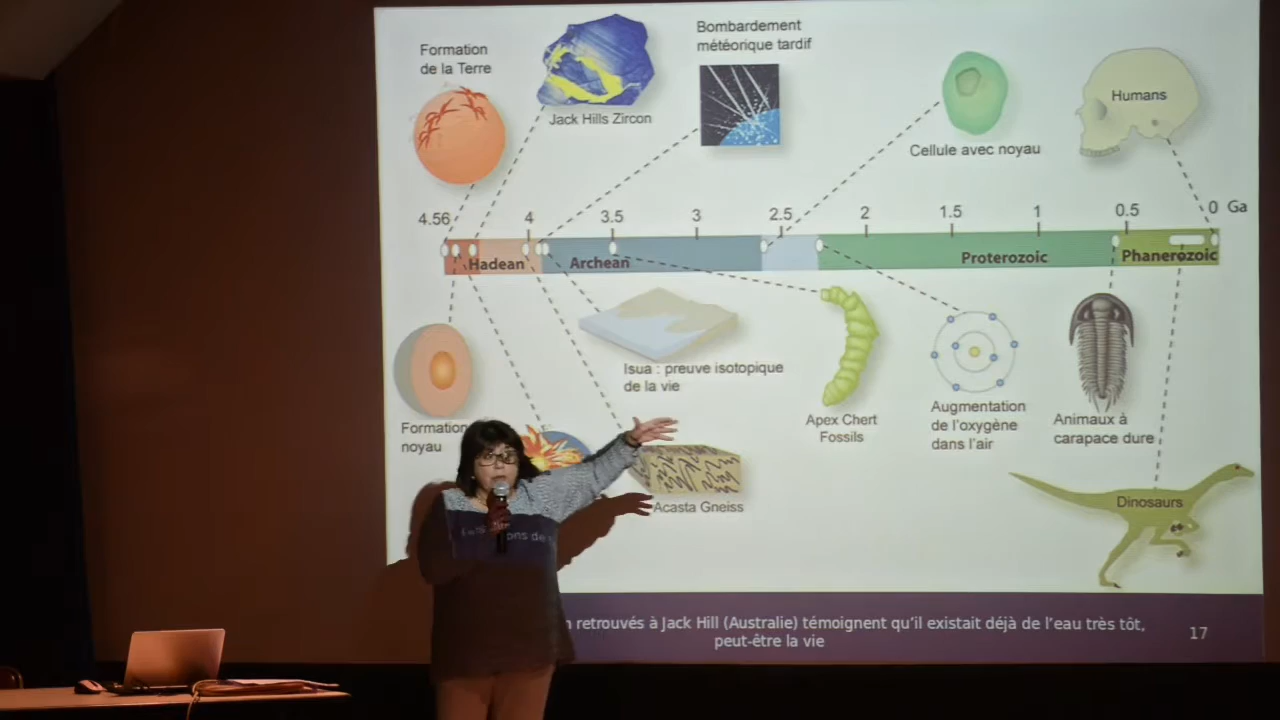 Formation
de la Terre
Jack Hills Zircon
Bombardement
météorique tardif
Cellule avec noyau
Humans
4.56
4
3.5
3
2.5
2
1.5
1
0.5
0 Ga
Hadean
Archean
Proterozoic
Phanerozoic
Formation
noyau
Isua : preuve isotopique
de la vie
Acasta Gneiss
Apex Chert
Fossils
Augmentation
de l'oxygène
dans l'air
Animaux à
carapace dure
Dinosaurs
ons de
retrouvés à Jack Hill (Australie) témoignent qu'il existait déjà de l'eau très tôt,
peut-être la vie
17